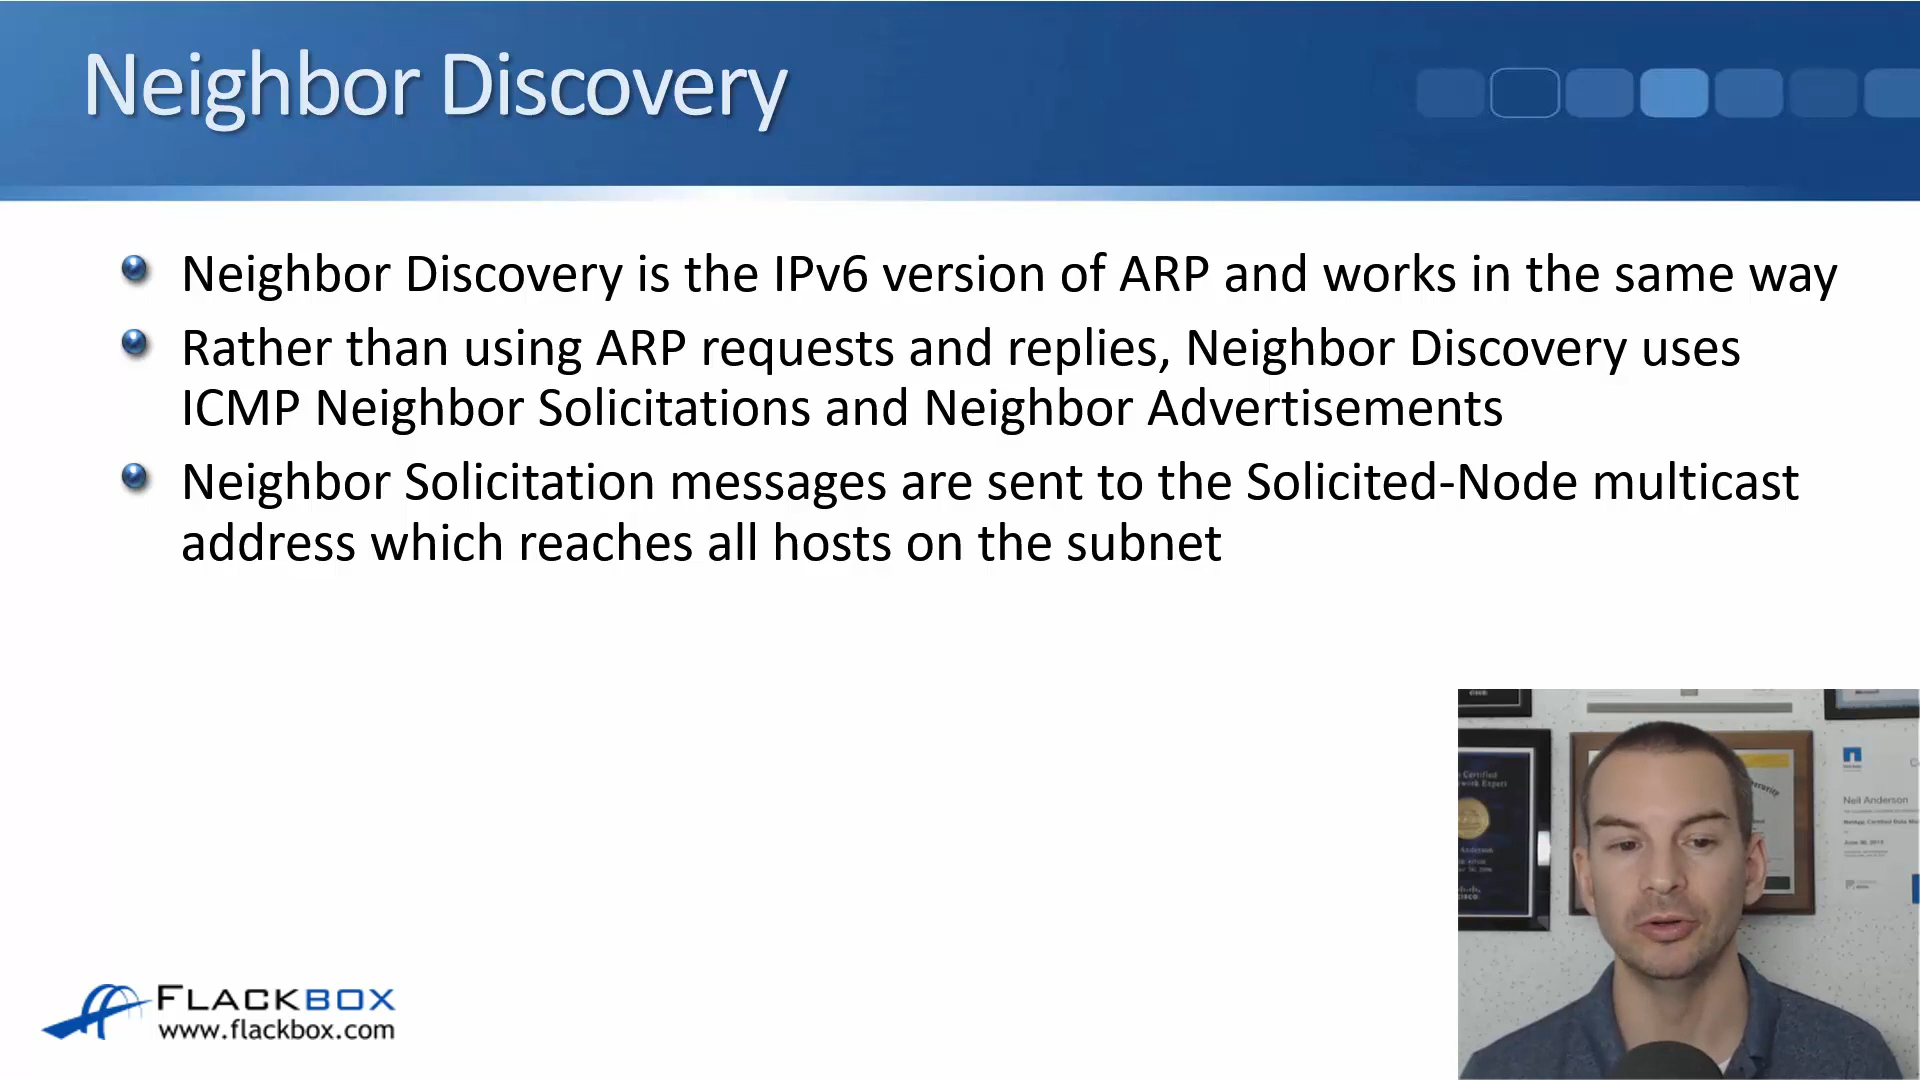 Neighbor Discovery
Neighbor Discovery is the IPv6 version of ARP and works in the same way
Rather than using ARP requests and replies, Neighbor Discovery uses
ICMP Neighbor Solicitations and Neighbor Advertisements
Neighbor Solicitation messages are sent to the Solicited-Node multicast
address which reaches all hosts on the subnet
FLACKBOX
www.flackbox.com
Neil Anderson